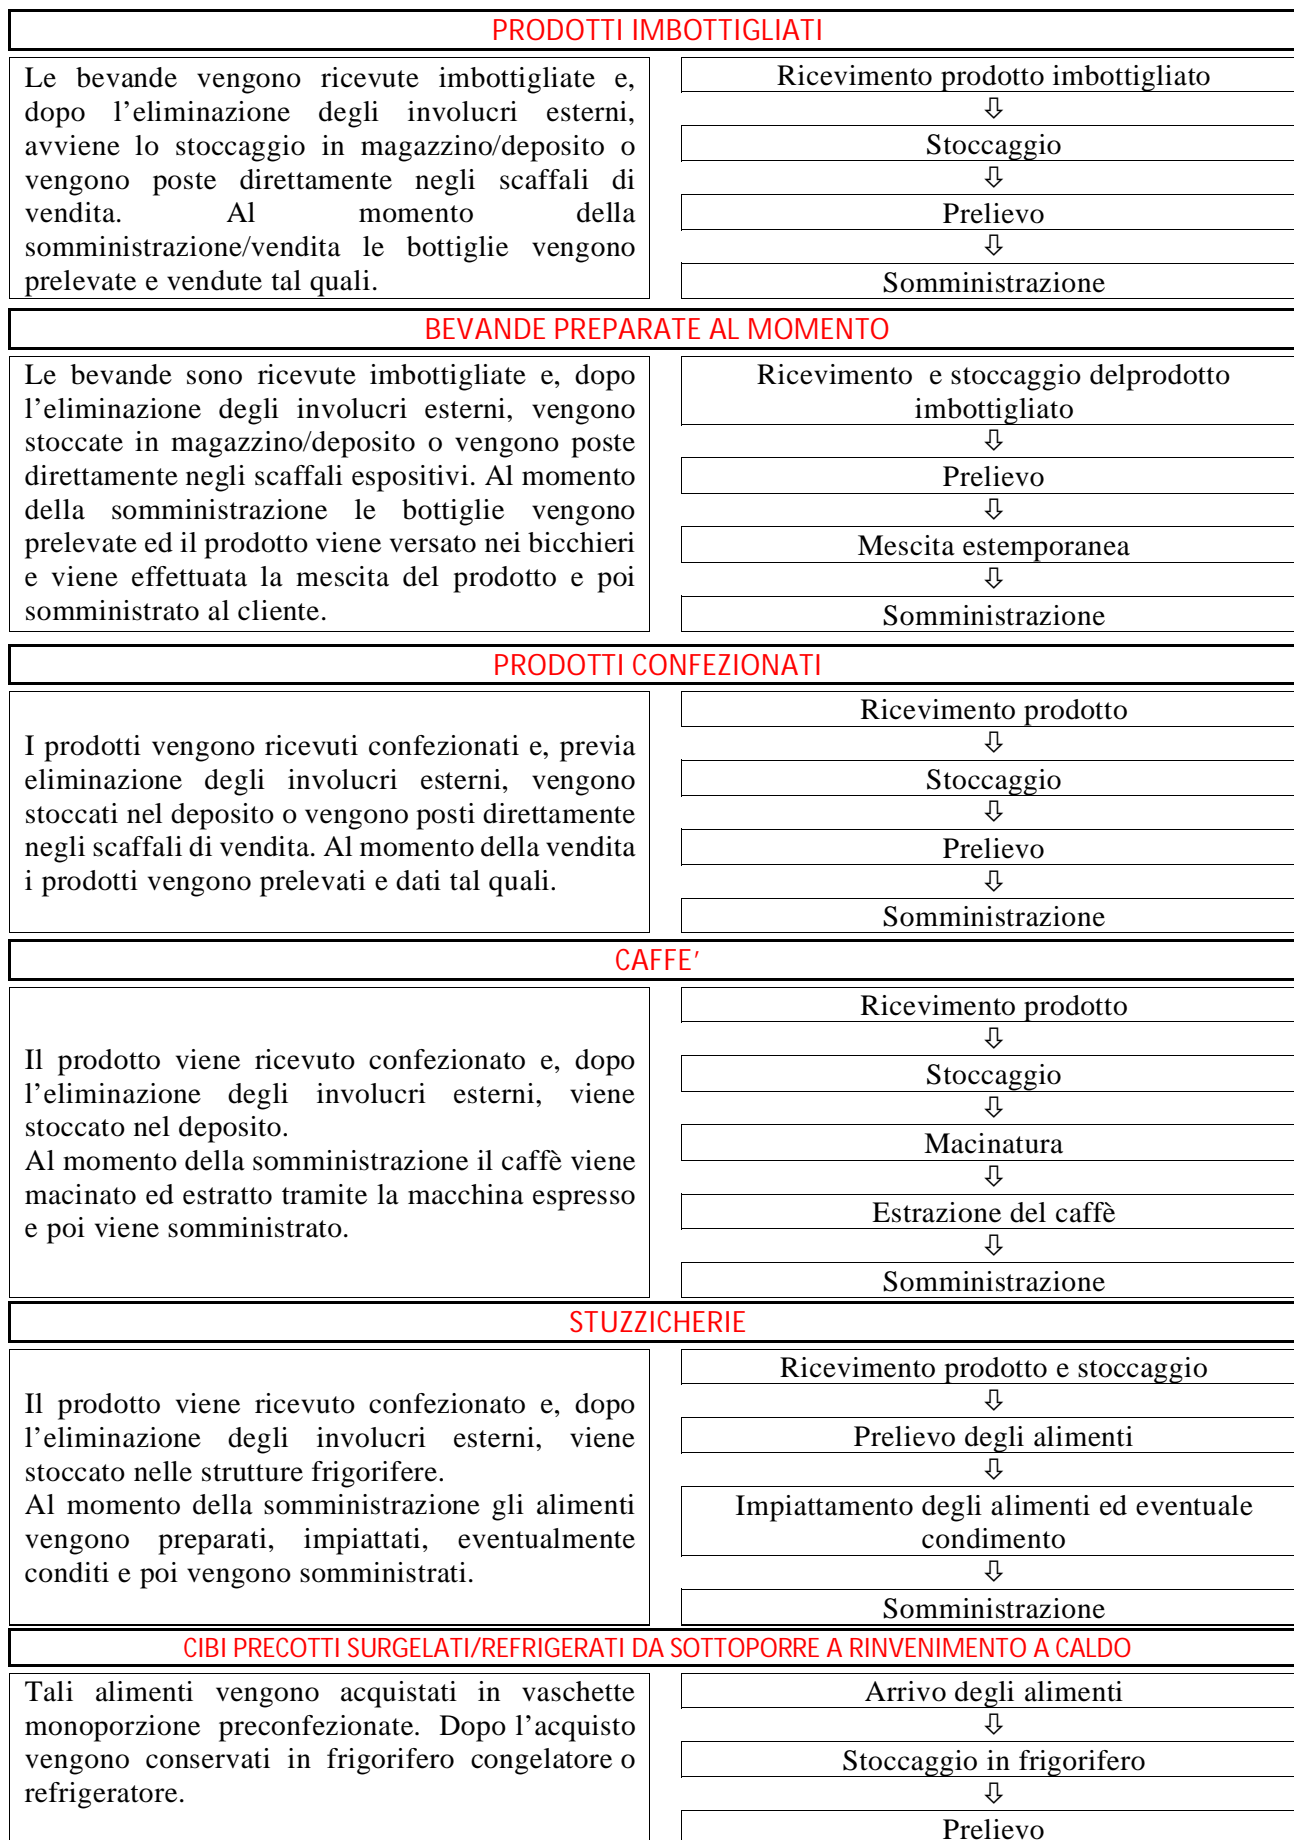 PRODOTTI IMBOTTIGLIATI
Le bevande vengono ricevute imbottigliate e,
dopo l’eliminazione degli involucri esterni,
avviene lo stoccaggio in magazzino/deposito o
vengono poste direttamente negli scaffali di
vendita. Al momento della
somministrazione/vendita le bottiglie vengono
prelevate e vendute tal quali.
Ricevimento prodotto imbottigliato
⇩
Stoccaggio
⇩
Prelievo
⇩
Somministrazione
BEVANDE PREPARATE AL MOMENTO
Le bevande sono ricevute imbottigliate e, dopo
l’eliminazione degli involucri esterni, vengono
stoccate in magazzino/deposito o vengono poste
direttamente negli scaffali espositivi. Al momento
della somministrazione le bottiglie vengono
prelevate ed il prodotto viene versato nei bicchieri
e viene effettuata la mescita del prodotto e poi
somministrato al cliente.
Ricevimento e stoccaggio delprodotto
imbottigliato
⇩
Prelievo
⇩
Mescita estemporanea
⇩
Somministrazione
PRODOTTI CONFEZIONATI
I prodotti vengono ricevuti confezionati e, previa
eliminazione degli involucri esterni, vengono
stoccati nel deposito o vengono posti direttamente
negli scaffali di vendita. Al momento della vendita
i prodotti vengono prelevati e dati tal quali.
Ricevimento prodotto
⇩
Stoccaggio
⇩
Prelievo
⇩
Somministrazione
CAFFE’
Il prodotto viene ricevuto confezionato e, dopo
l’eliminazione degli involucri esterni, viene
stoccato nel deposito.
Al momento della somministrazione il caffè viene
macinato ed estratto tramite la macchina espresso
e poi viene somministrato.
Ricevimento prodotto
⇩
Stoccaggio
⇩
Macinatura
⇩
Estrazione del caffè
⇩
Somministrazione
STUZZICHERIE
Il prodotto viene ricevuto confezionato e, dopo
l’eliminazione degli involucri esterni, viene
stoccato nelle strutture frigorifere.
Al momento della somministrazione gli alimenti
vengono preparati, impiattati, eventualmente
conditi e poi vengono somministrati.
Ricevimento prodotto e stoccaggio
⇩
Prelievo degli alimenti
⇩
Impiattamento degli alimenti ed eventuale
condimento
⇩
Somministrazione
CIBI PRECOTTI SURGELATI/REFRIGERATI DA SOTTOPORRE A RINVENIMENTO A CALDO
Tali alimenti vengono acquistati in vaschette
monoporzione preconfezionate. Dopo l’acquisto
vengono conservati in frigorifero congelatore o
refrigeratore.
Arrivo degli alimenti
⇩
Stoccaggio in frigorifero
⇩
Prelievo